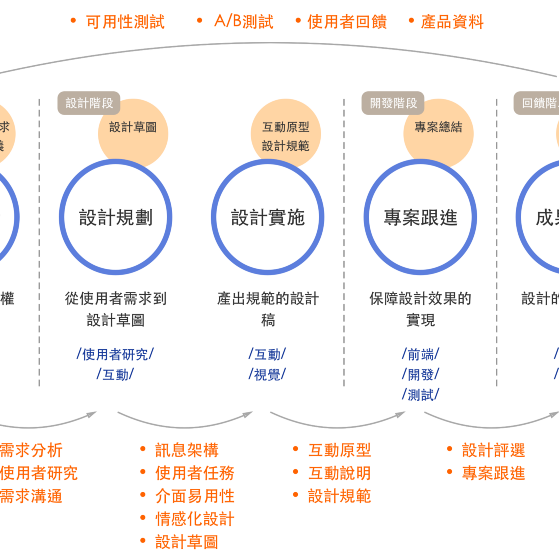 • 可用性測試 • A/B測試 • 使用者回饋 • 產品資料
設計階段
開發階段
回饋階
求
設計草圖
互動原型
設計規範
專案總結
設計規劃
設計實施
專案跟進
成
權
從使用者需求到
設計草圖
產出規範的設計
稿
保障設計效果的
實現
設計的
/使用者研究/
/互動/
/互動/
/視覺/
/前端/
/開發/
/測試/
/
/
需求分析
使用者研究
需求溝通
• 訊息架構
• 使用者任務
• 介面易用性
• 情感化設計
• 設計草圖
• 互動原型
• 互動說明
• 設計規範
• 設計評選
• 專案跟進